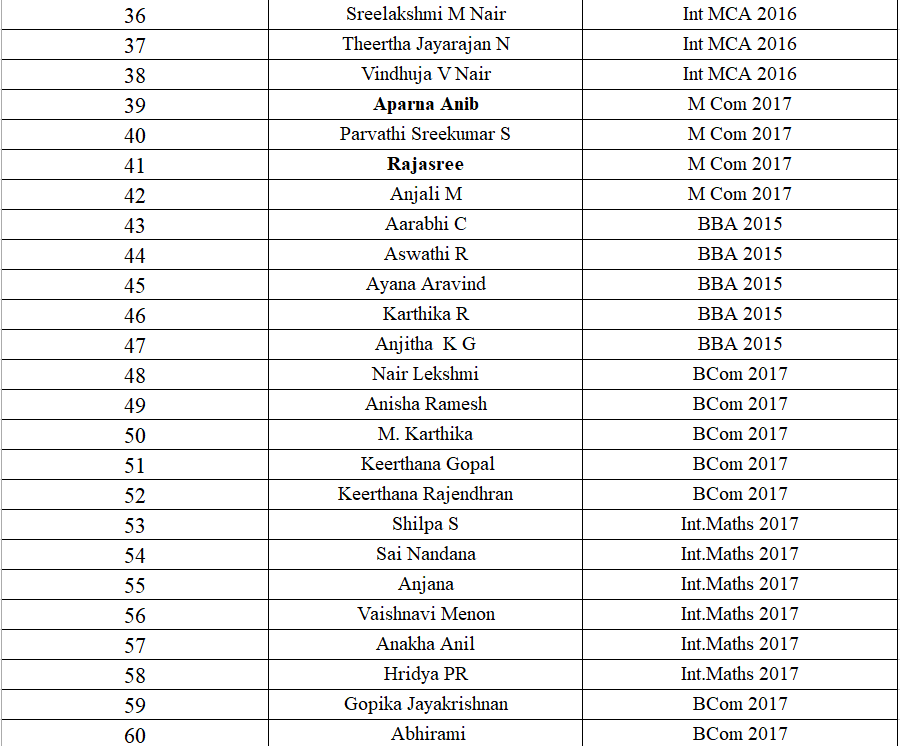 36 Sreelakshmi M Nair Int MCA 2016
37 Theertha Jayarajan N Int MCA 2016
38 Vindhuja V Nair Int MCA 2016
39 Aparna Anib M Com 2017
40 Parvathi Sreekumar S M Com 2017
41 Rajasree M Com 2017
42 Anjali M M Com 2017
43 Aarabhi C BBA 2015
44 Aswathi R BBA 2015
45 Ayana Aravind BBA 2015
46 Karthika R BBA 2015
47 Anjitha  K G BBA 2015
48 Nair Lekshmi BCom 2017
49 Anisha Ramesh BCom 2017
50 M. Karthika BCom 2017
51 Keerthana Gopal BCom 2017
52 Keerthana Rajendhran BCom 2017
53 Shilpa S Int.Maths 2017
54 Sai Nandana Int.Maths 2017
55 Anjana Int.Maths 2017
56 Vaishnavi Menon Int.Maths 2017
57 Anakha Anil Int.Maths 2017
58 Hridya PR Int.Maths 2017
59 Gopika Jayakrishnan BCom 2017
60 Abhirami BCom 2017